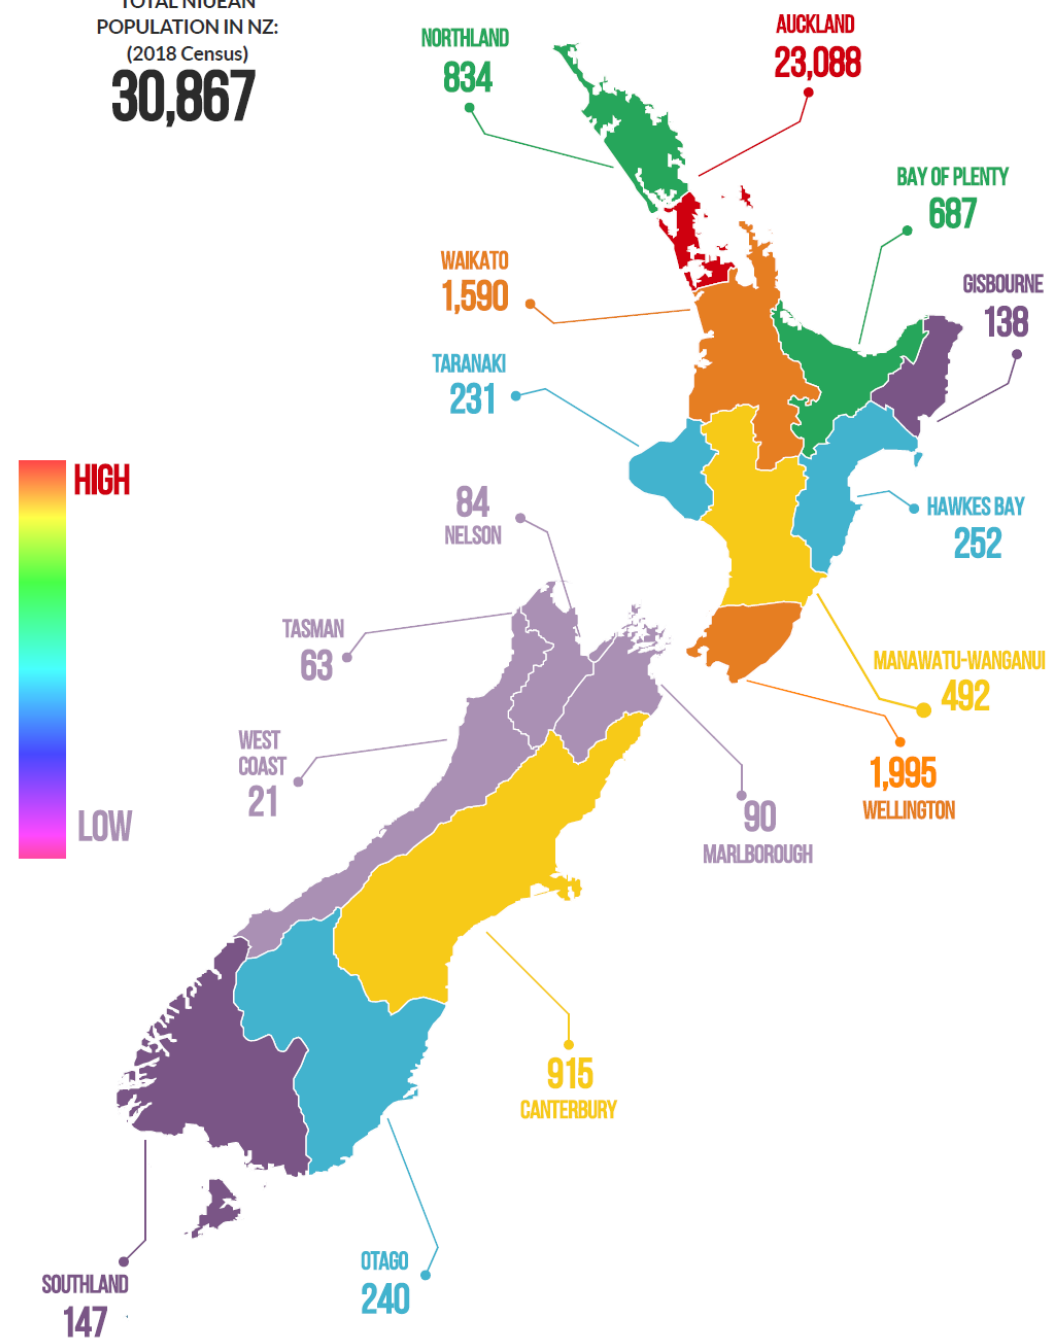 TOTAL NIUEAN
POPULATION IN NZ:
(2018 Census)
30,867
NORTHLAND
834
AUCKLAND
23,088
BAY OF PLENTY
687
WAIKATO
1,590
GISBOURNE
138
TARANAKI
231
HIGH
84
NELSON
HAWKES BAY
252
TASMAN
63
MANAWATU-WANGANUI
492
WEST
COAST
21
1,995
WELLINGTON
LOW
90
MARLBOROUGH
915
CANTERBURY
OTAGO
240
SOUTHLAND
147